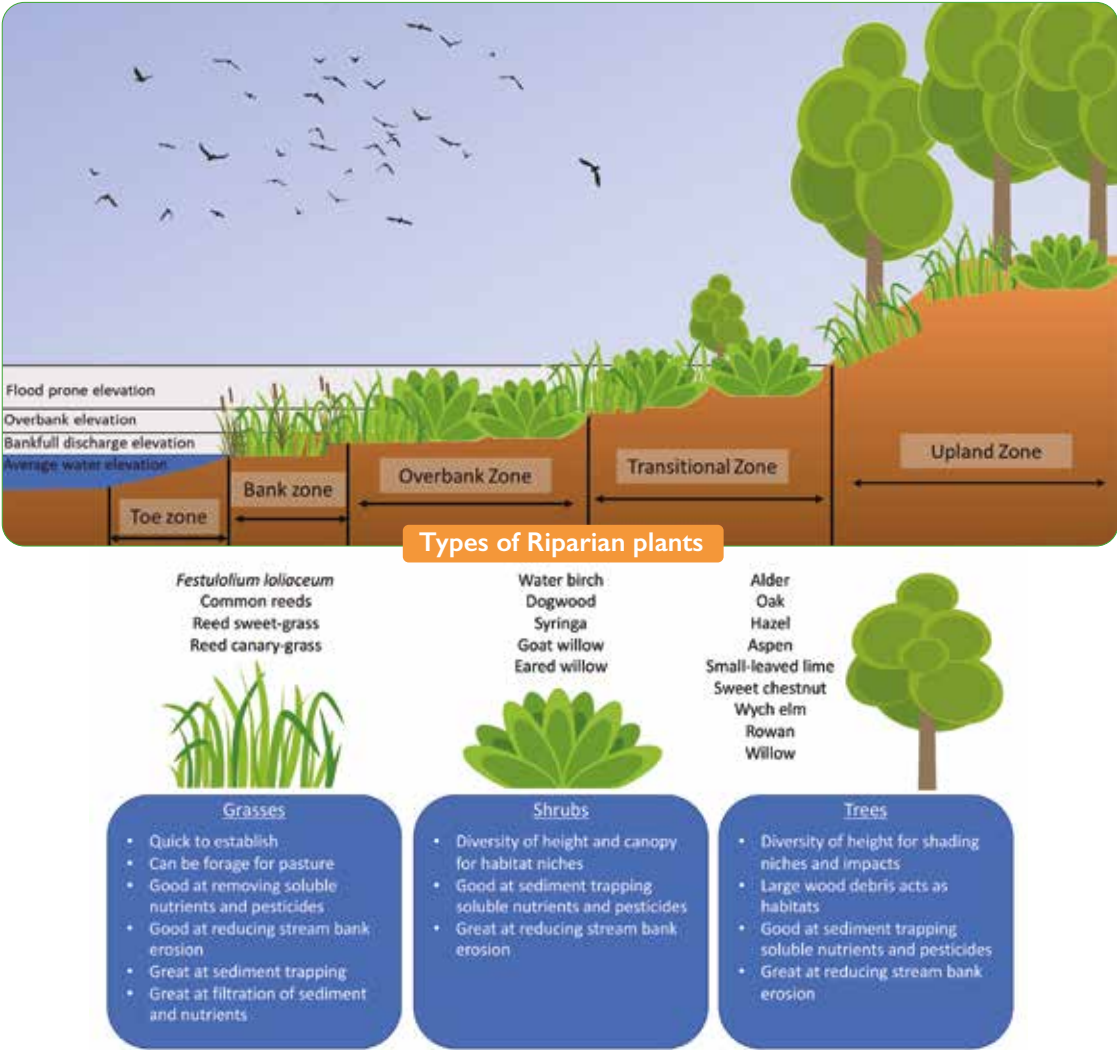 Flood prone elevation
Overbank elevation
Bankfull discharge elevation
Average water elevation
Toe zone
Bank zone
Overbank Zone
Transitional Zone
Upland Zone
Types of Riparian plants
Festulolium loliaceum
Common reeds
Reed sweet-grass
Reed canary-grass
Water birch
Dogwood
Syringa
Goat willow
Eared willow
Alder
Oak
Hazel
Aspen
Small-leaved lime
Sweet chestnut
Wych elm
Rowan
Willow
Grasses
• Quick to establish
• Can be forage for pasture
• Good at removing soluble
nutrients and pesticides
• Good at reducing stream bank
erosion
• Great at sediment trapping
• Great at filtration of sediment
and nutrients
Shrubs
• Diversity of height and canopy
for habitat niches
• Good at sediment trapping
soluble nutrients and pesticides
• Great at reducing stream bank
erosion
Trees
• Diversity of height for shading
niches and impacts
• Large wood debris acts as
habitats
• Good at sediment trapping
soluble nutrients and pesticides
• Great at reducing stream bank
erosion